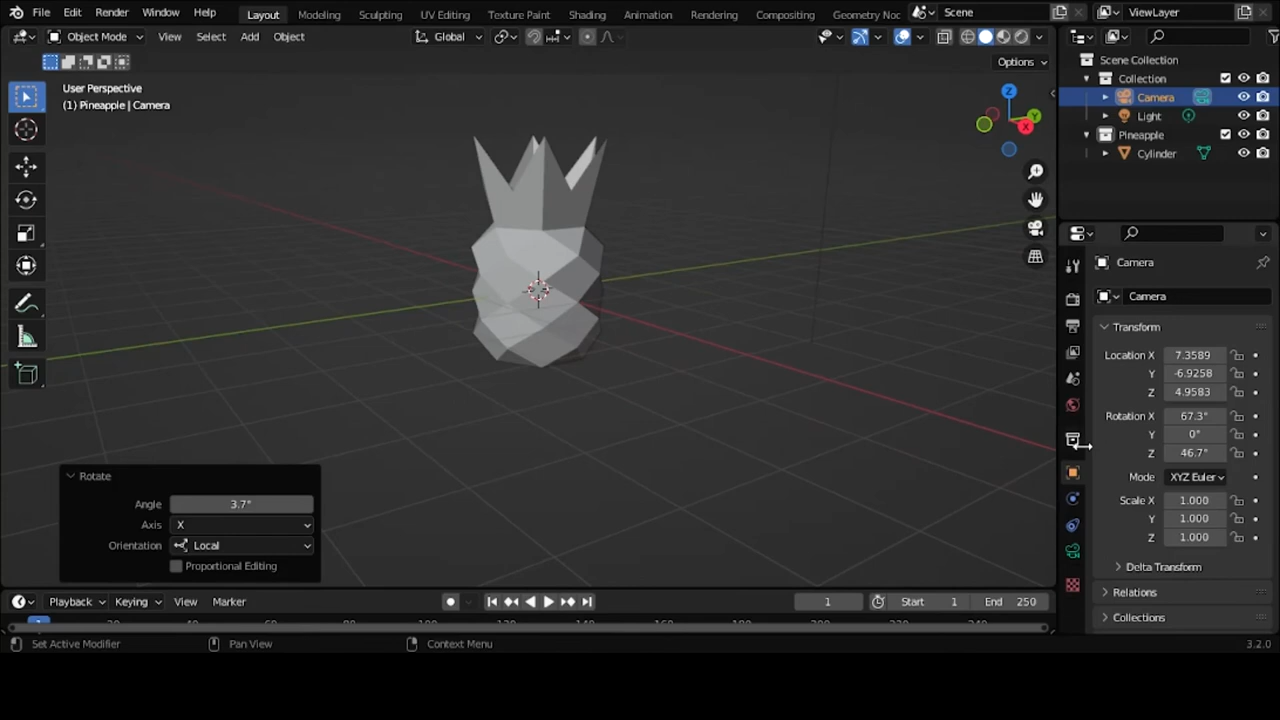 File Edit Render Window Help Layout Modeling Sculpting UV Editing Texture Paint Shading Animation Rendering Compositing Geometry Noc Scene ViewLayer
Object Mode View Select Add Object Global
Options
User Perspective
(1) Pineapple | Camera
Z
Y
X
Scene Collection
Collection
Camera
Light
Pineapple
Cylinder
Camera
Camera
Transform
Location X 7.3589
Y -6.9258
Z 4.9583
Rotation X 67.3°
Y 0°
Z 46.7°
Mode XYZ Euler
Scale X 1.000
Y 1.000
Z 1.000
Delta Transform
Relations
Collections
Rotate
Angle 3.7°
Axis X
Orientation Local
Proportional Editing
Playback Keying View Marker 1 Start 1 End 250
Set Active Modifier Pan View Context Menu 3.2.0